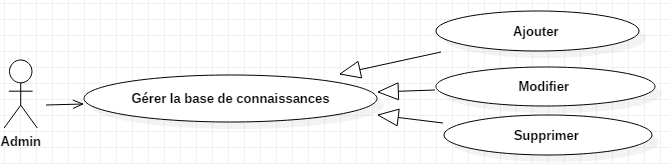 Ajouter
Gérer la base de connaissances
Modifier
Supprimer
Admin